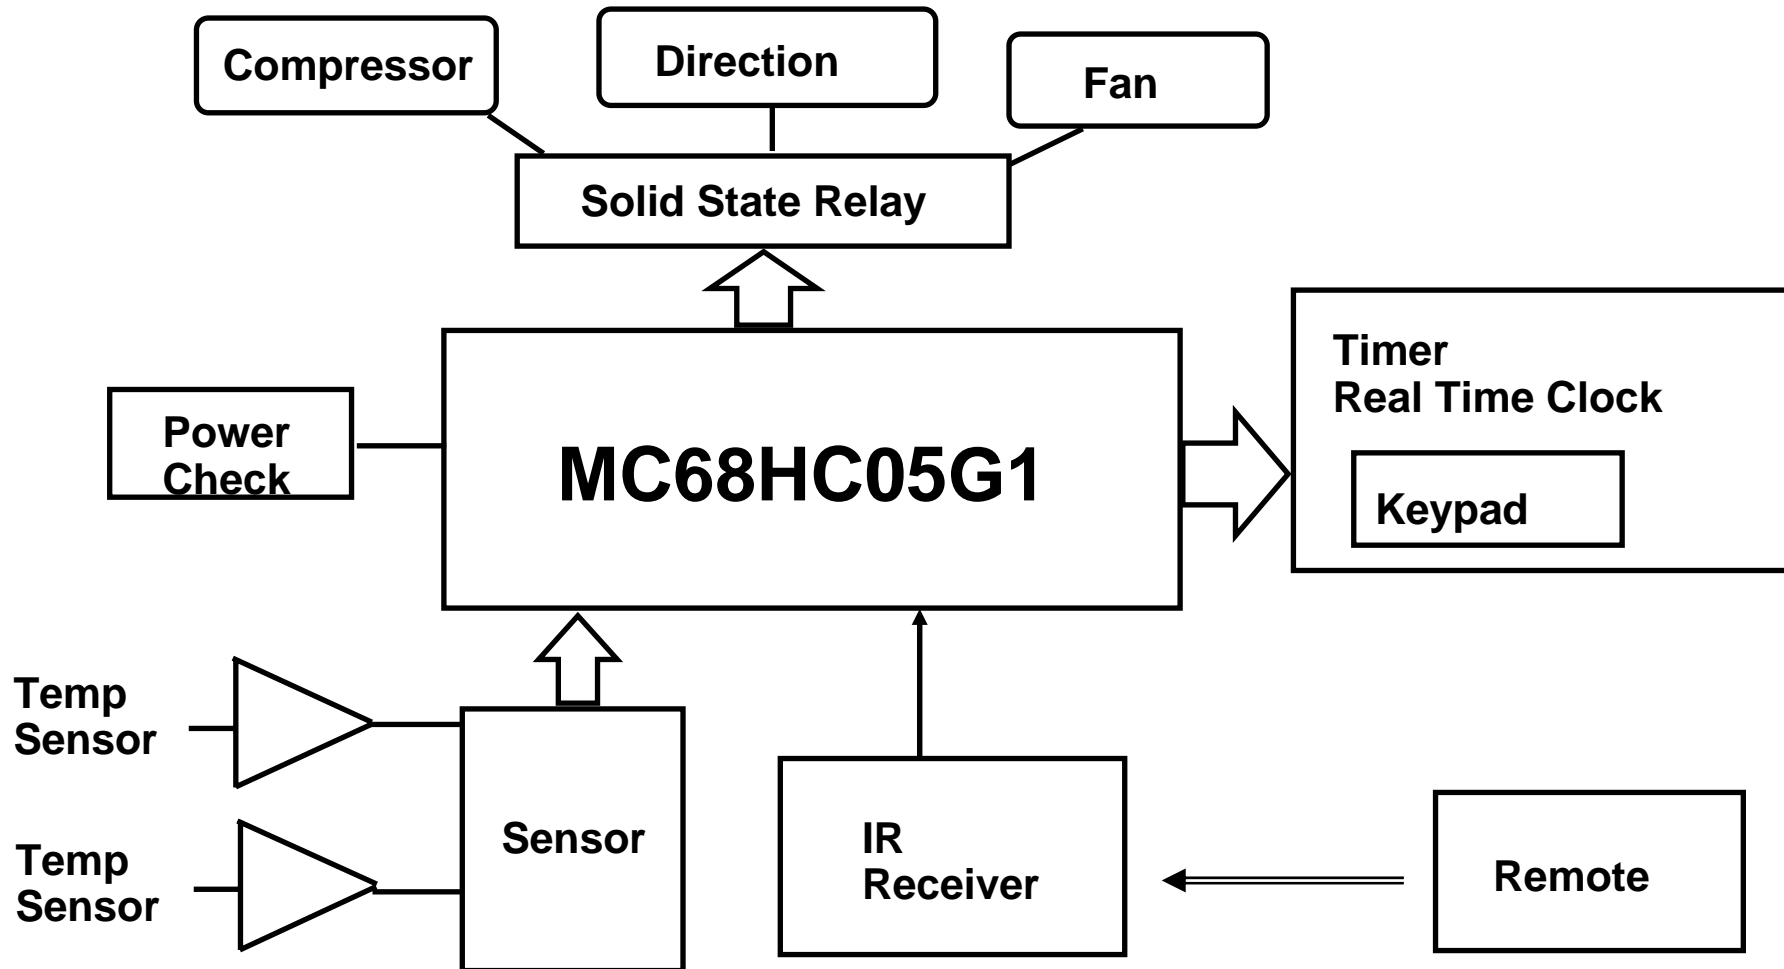 Compressor
Direction
Fan
Solid State Relay
Timer
Real Time Clock
Power
Check
MC68HC05G1
Keypad
Temp
Sensor
Sensor
IR
Receiver
Temp
Sensor
Remote